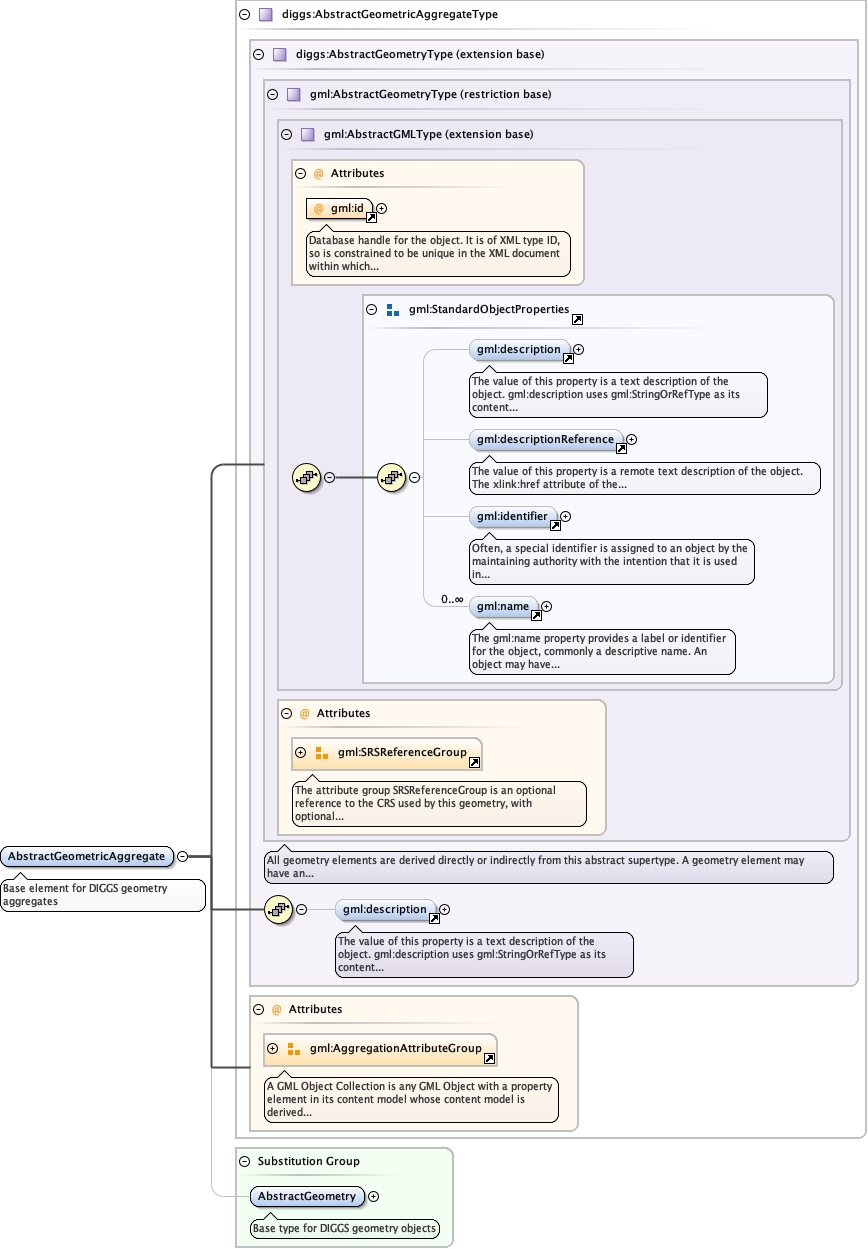 diggs:AbstractGeometricAggregateType
diggs:AbstractGeometryType (extension base)
gml:AbstractGeometryType (restriction base)
gml:AbstractGMLType (extension base)
@ Attributes
@ gml:id
Database handle for the object. It is of XML type ID,
so is constrained to be unique in the XML document
within which...
gml:StandardObjectProperties
gml:description
The value of this property is a text description of the
object. gml:description uses gml:StringOrRefType as its
content...
gml:descriptionReference
The value of this property is a remote text description of the object.
The xlink:href attribute of the...
gml:identifier
Often, a special identifier is assigned to an object by the
maintaining authority with the intention that it is used
in...
0..∞
gml:name
The gml:name property provides a label or identifier
for the object, commonly a descriptive name. An
object may have...
@ Attributes
gml:SRSReferenceGroup
The attribute group SRSReferenceGroup is an optional
reference to the CRS used by this geometry, with
optional...
AbstractGeometricAggregate
Base element for DIGGS geometry
aggregates
All geometry elements are derived directly or indirectly from this abstract supertype. A geometry element may
have an...
gml:description
The value of this property is a text description of the
object. gml:description uses gml:StringOrRefType as its
content...
@ Attributes
gml:AggregationAttributeGroup
A GML Object Collection is any GML Object with a property
element in its content model whose content model is
derived...
Substitution Group
AbstractGeometry
Base type for DIGGS geometry objects